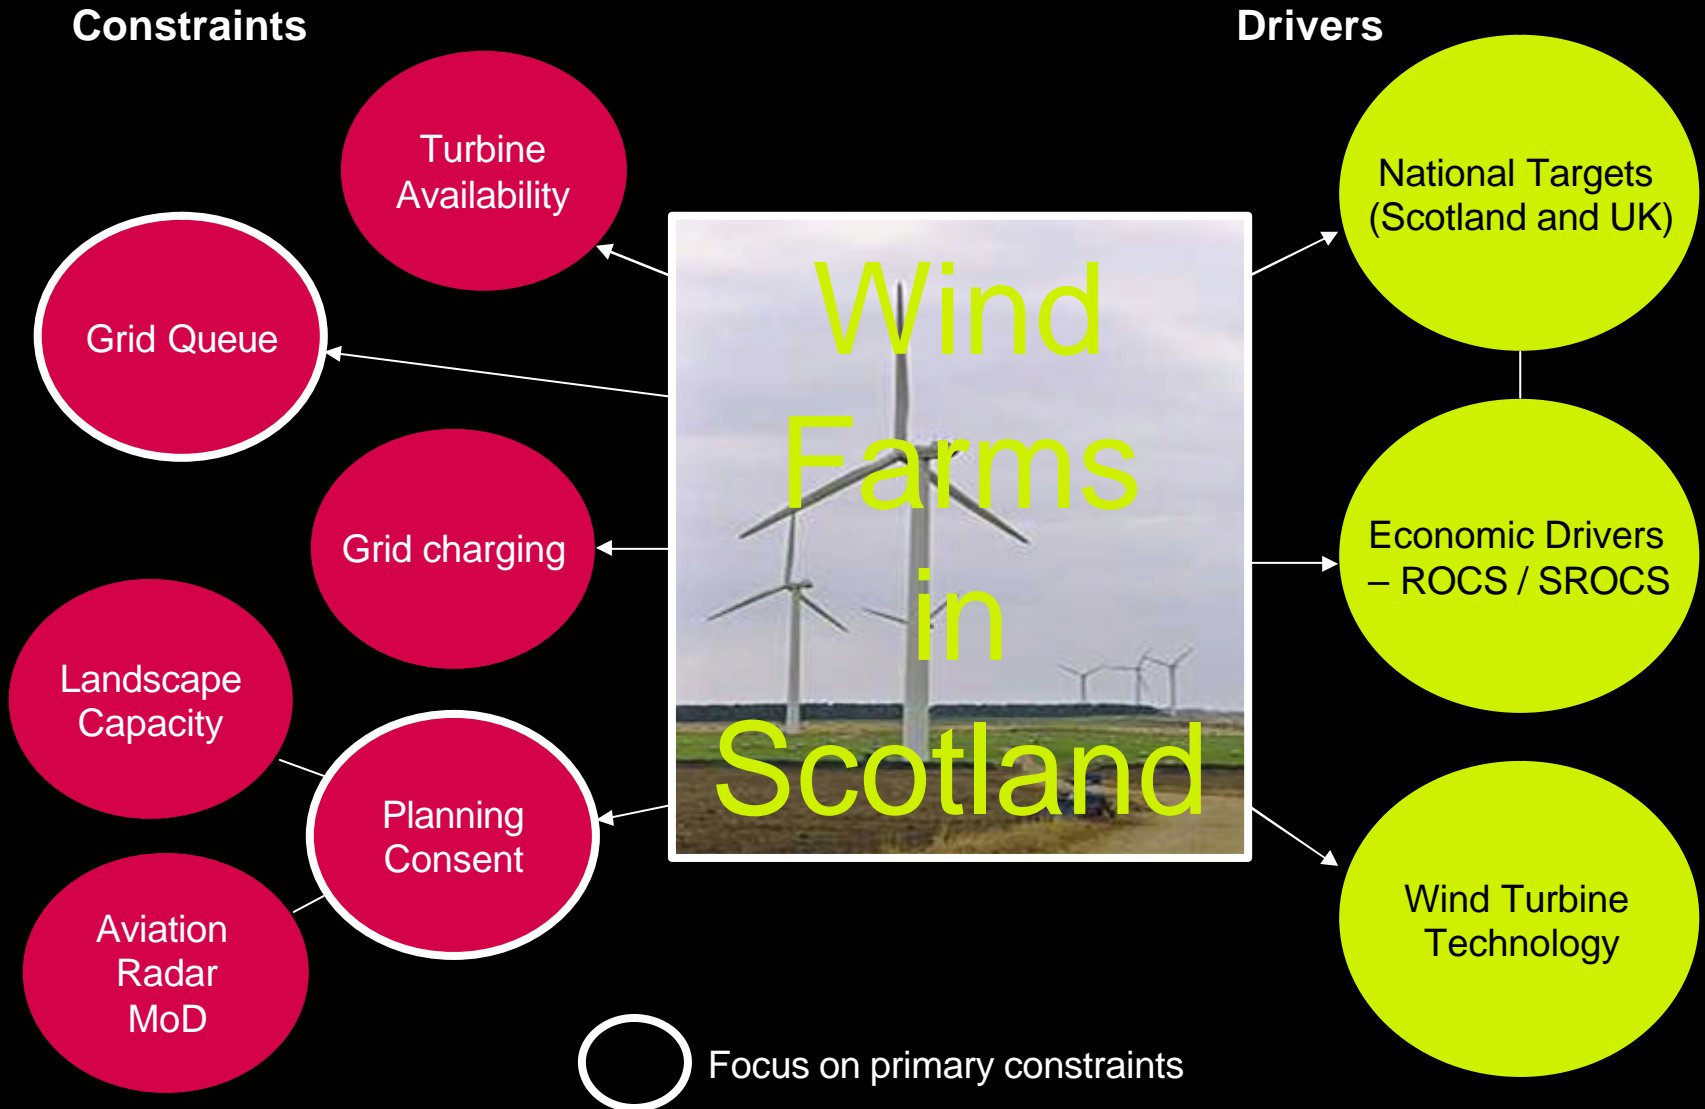 Constraints
Drivers
Turbine
Availability
Grid Queue
Grid charging
Landscape
Capacity
Planning
Consent
Aviation
Radar
MoD
Wind
Farms
in
Scotland
National Targets
(Scotland and UK)
Economic Drivers
– ROCS / SROCS
Wind Turbine
Technology
Focus on primary constraints